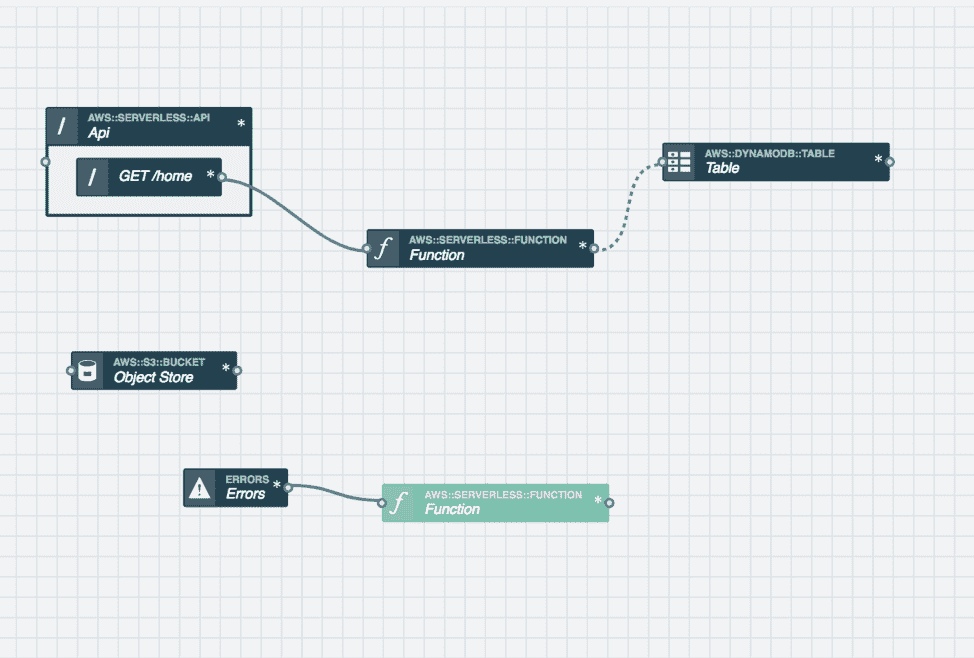 AWS::SERVERLESS::API
Api *
/
GET /home *
/
AWS::DYNAMODB::TABLE
Table *
AWS::SERVERLESS::FUNCTION
Function *
f
AWS::S3::BUCKET
Object Store *
ERRORS
Errors *
!
AWS::SERVERLESS::FUNCTION
Function *
f